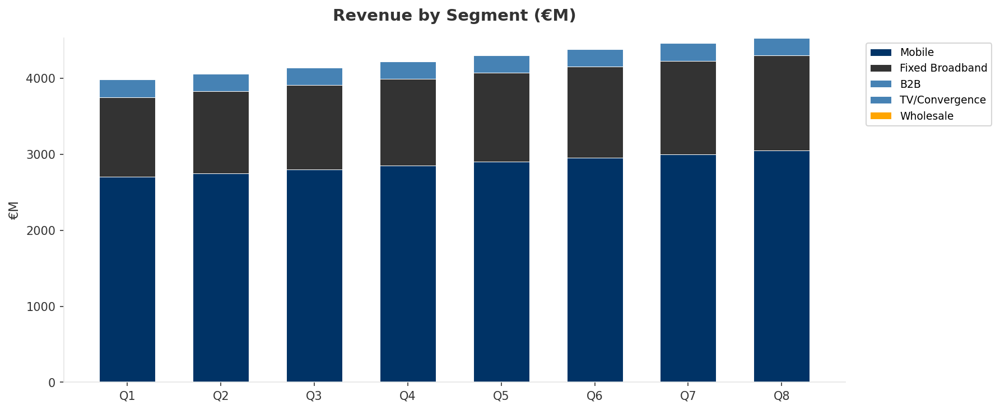 Revenue by Segment (€M)
Mobile
Fixed Broadband
B2B
TV/Convergence
Wholesale
€M
4000
3000
2000
1000
0
Q1 Q2 Q3 Q4 Q5 Q6 Q7 Q8